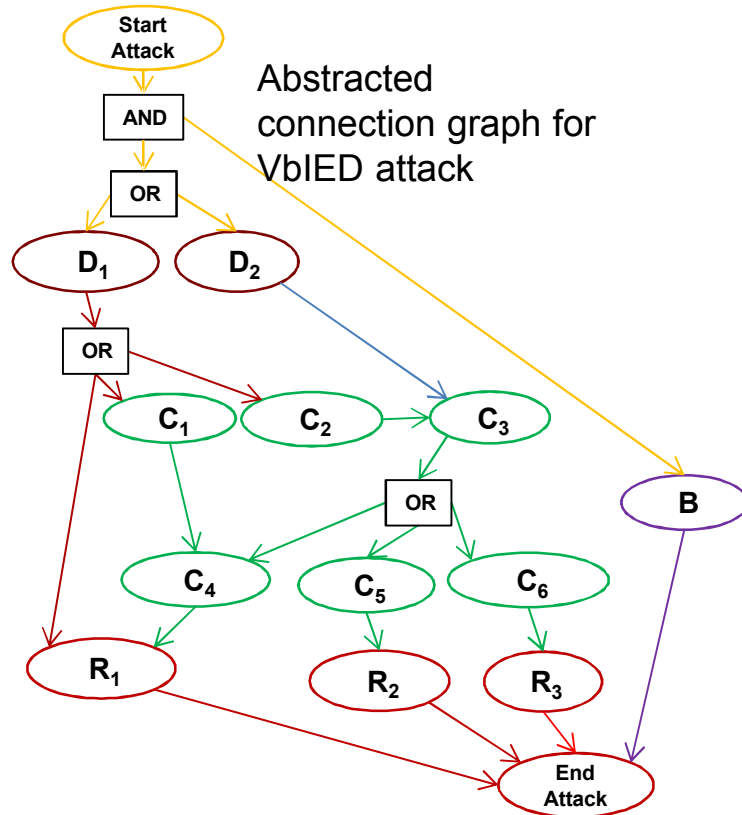 Start
Attack
Abstracted
connection graph for
VbIED attack
AND
OR
D₁
D₂
OR
C₁
C₂
C₃
OR
B
C₄
C₅
C₆
R₁
R₂
R₃
End
Attack